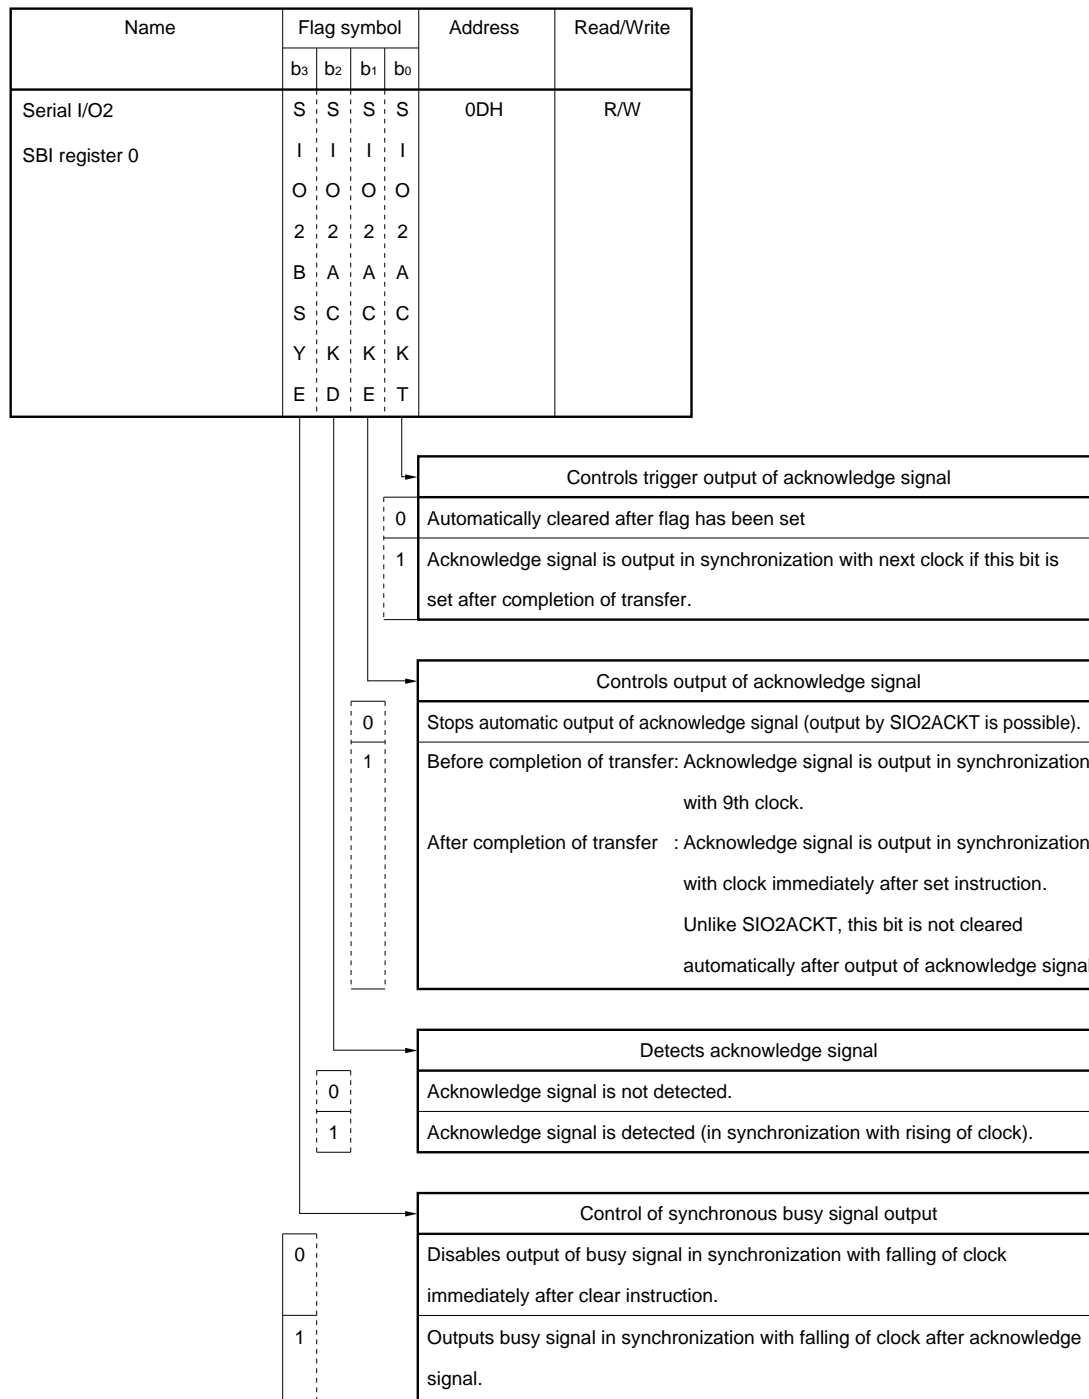 Name Flag symbol Address Read/Write
b3 b2 b1 b0
Serial I/O2 S S S S 0DH R/W
SBI register 0 I I I I
O O O O
2 2 2 2
B A A A
S C C C
Y K K K
E D E T
Controls trigger output of acknowledge signal
0 Automatically cleared after flag has been set
1 Acknowledge signal is output in synchronization with next clock if this bit is
set after completion of transfer.
Controls output of acknowledge signal
0 Stops automatic output of acknowledge signal (output by SIO2ACKT is possible).
1 Before completion of transfer: Acknowledge signal is output in synchronization
with 9th clock.
After completion of transfer : Acknowledge signal is output in synchronization
with clock immediately after set instruction.
Unlike SIO2ACKT, this bit is not cleared
automatically after output of acknowledge signal
Detects acknowledge signal
0 Acknowledge signal is not detected.
1 Acknowledge signal is detected (in synchronization with rising of clock).
Control of synchronous busy signal output
0 Disables output of busy signal in synchronization with falling of clock
immediately after clear instruction.
1 Outputs busy signal in synchronization with falling of clock after acknowledge
signal.